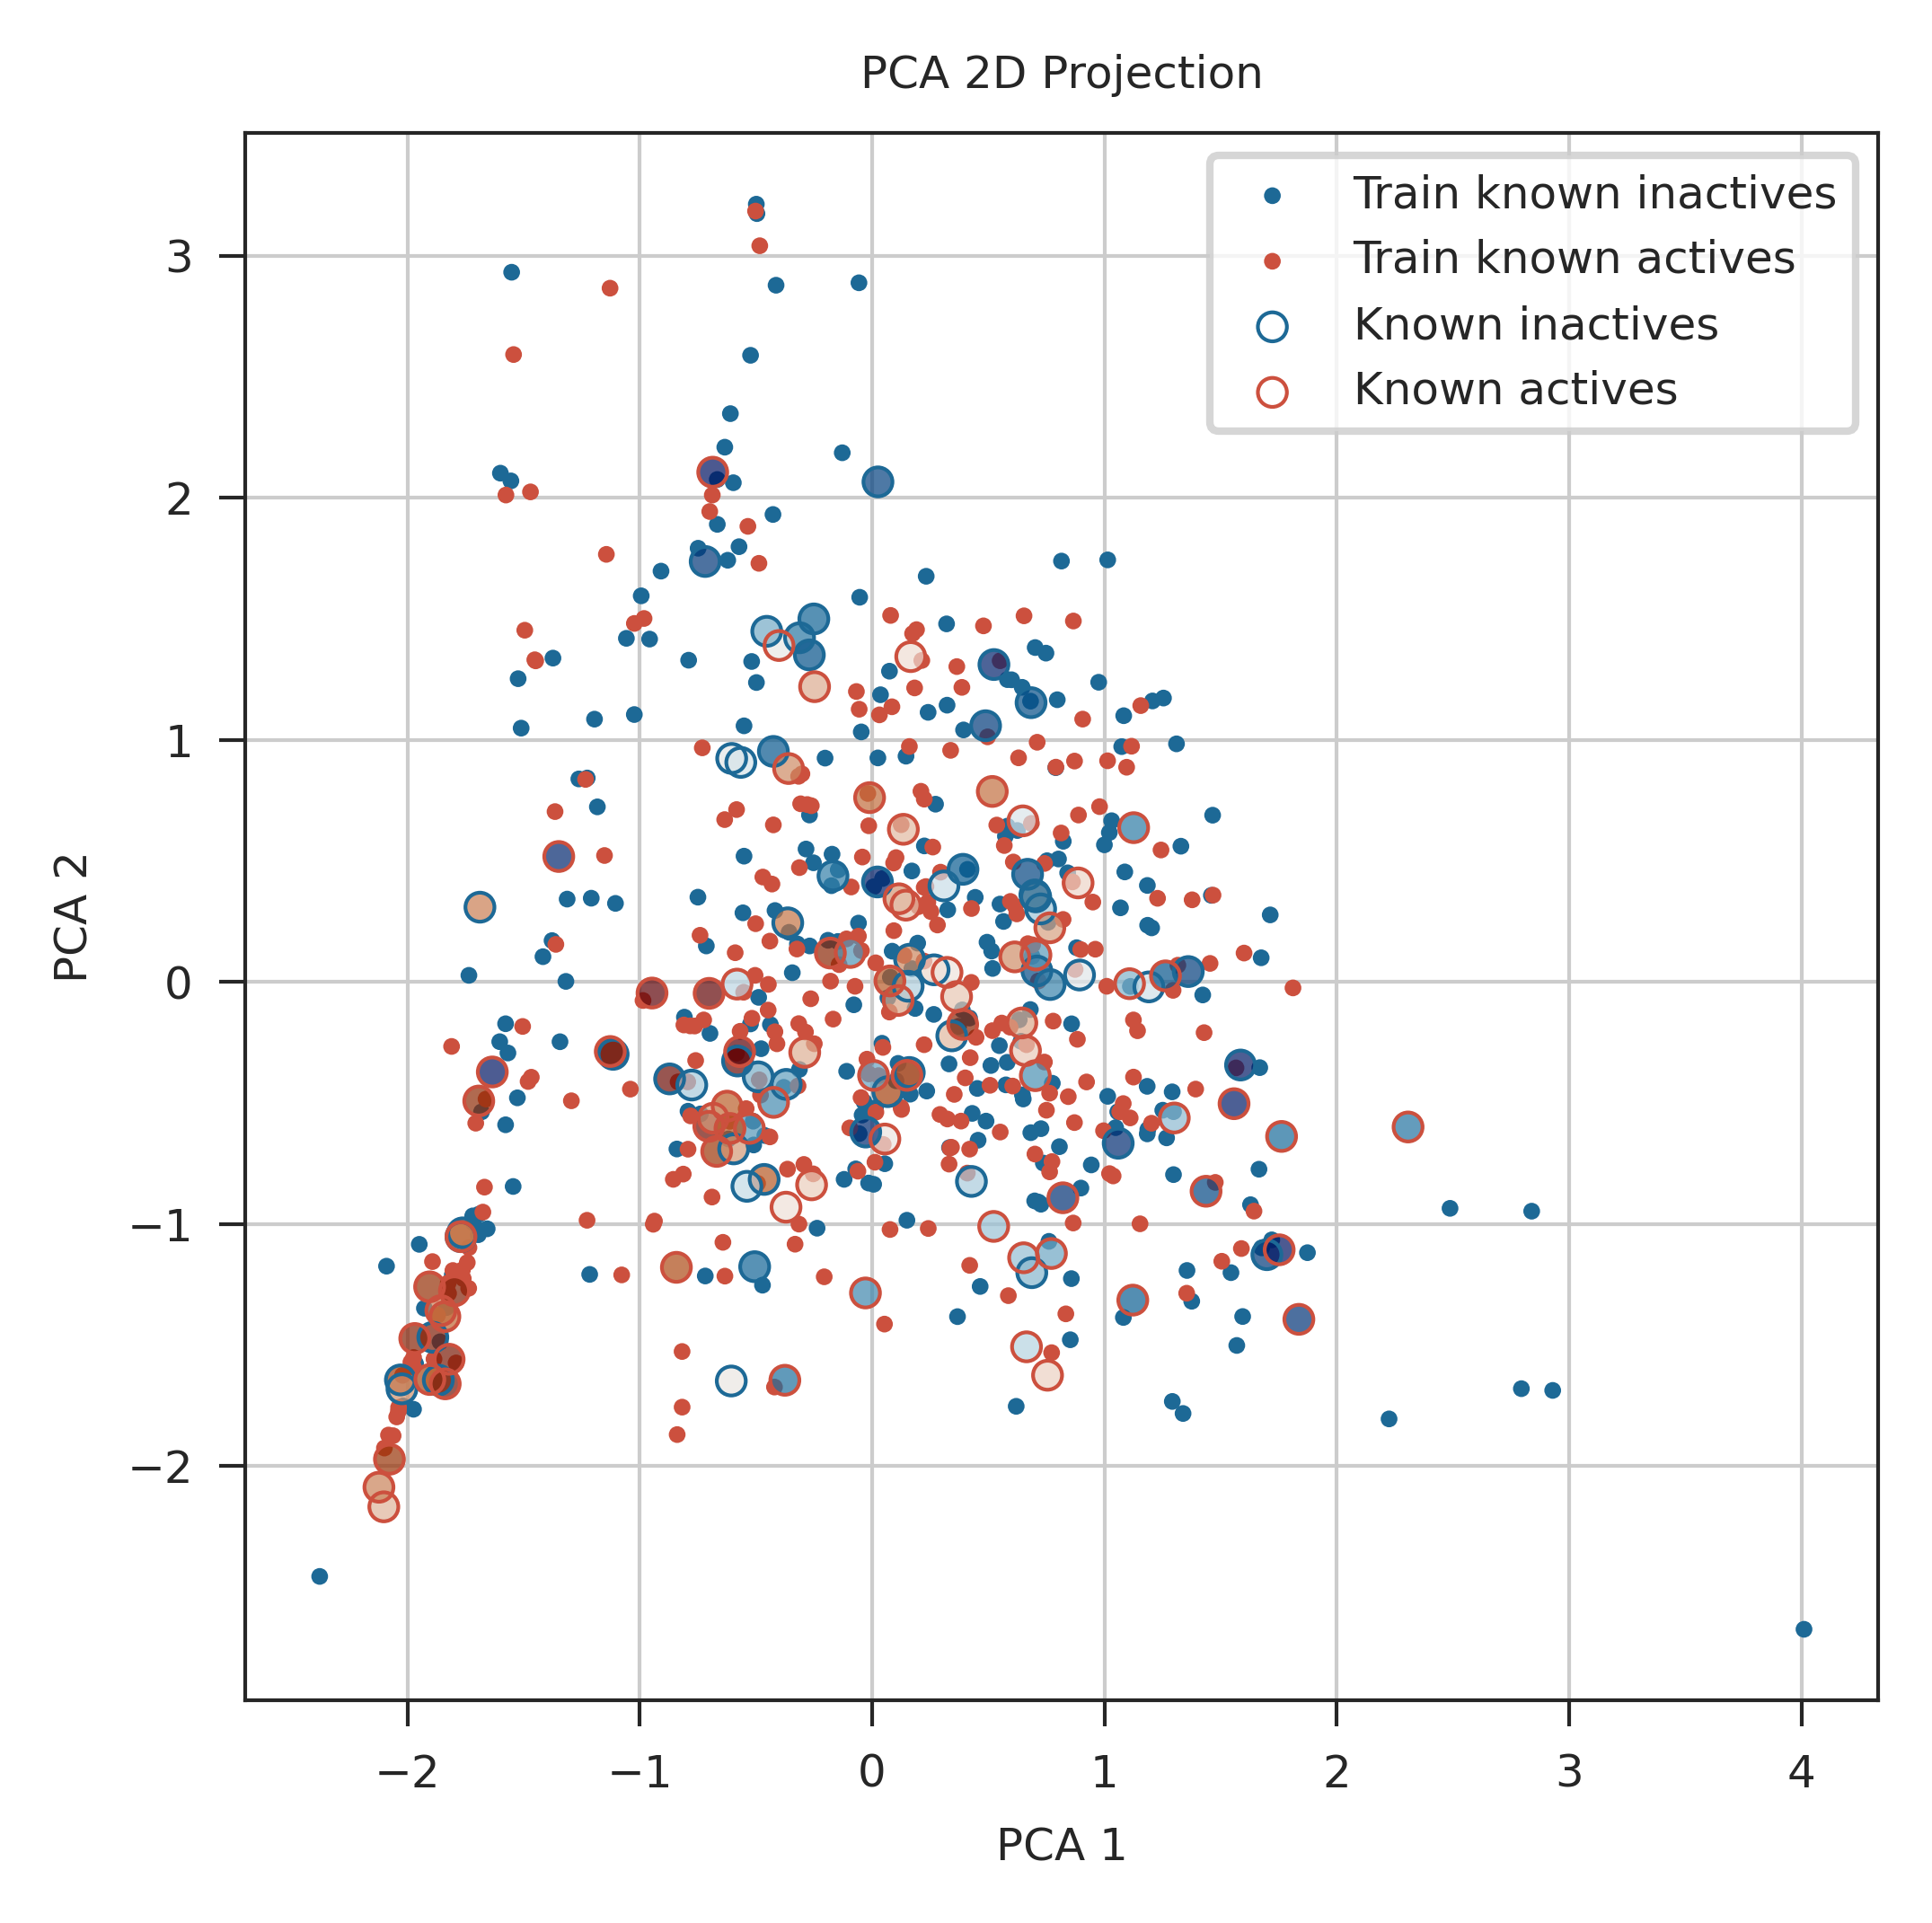 PCA 2D Projection
Train known inactives
Train known actives
Known inactives
Known actives
3
2
1
0
−1
−2
PCA 2
−2 −1 0 1 2 3 4
PCA 1